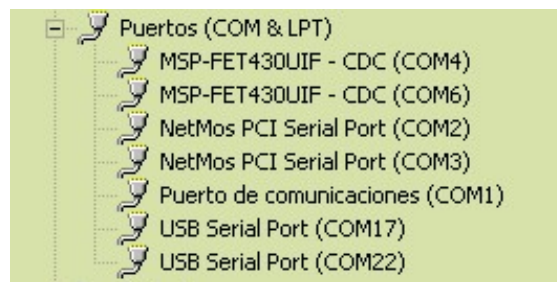 Puertos (COM & LPT)
MSP-FET430UIF - CDC (COM4)
MSP-FET430UIF - CDC (COM6)
NetMos PCI Serial Port (COM2)
NetMos PCI Serial Port (COM3)
Puerto de comunicaciones (COM1)
USB Serial Port (COM17)
USB Serial Port (COM22)